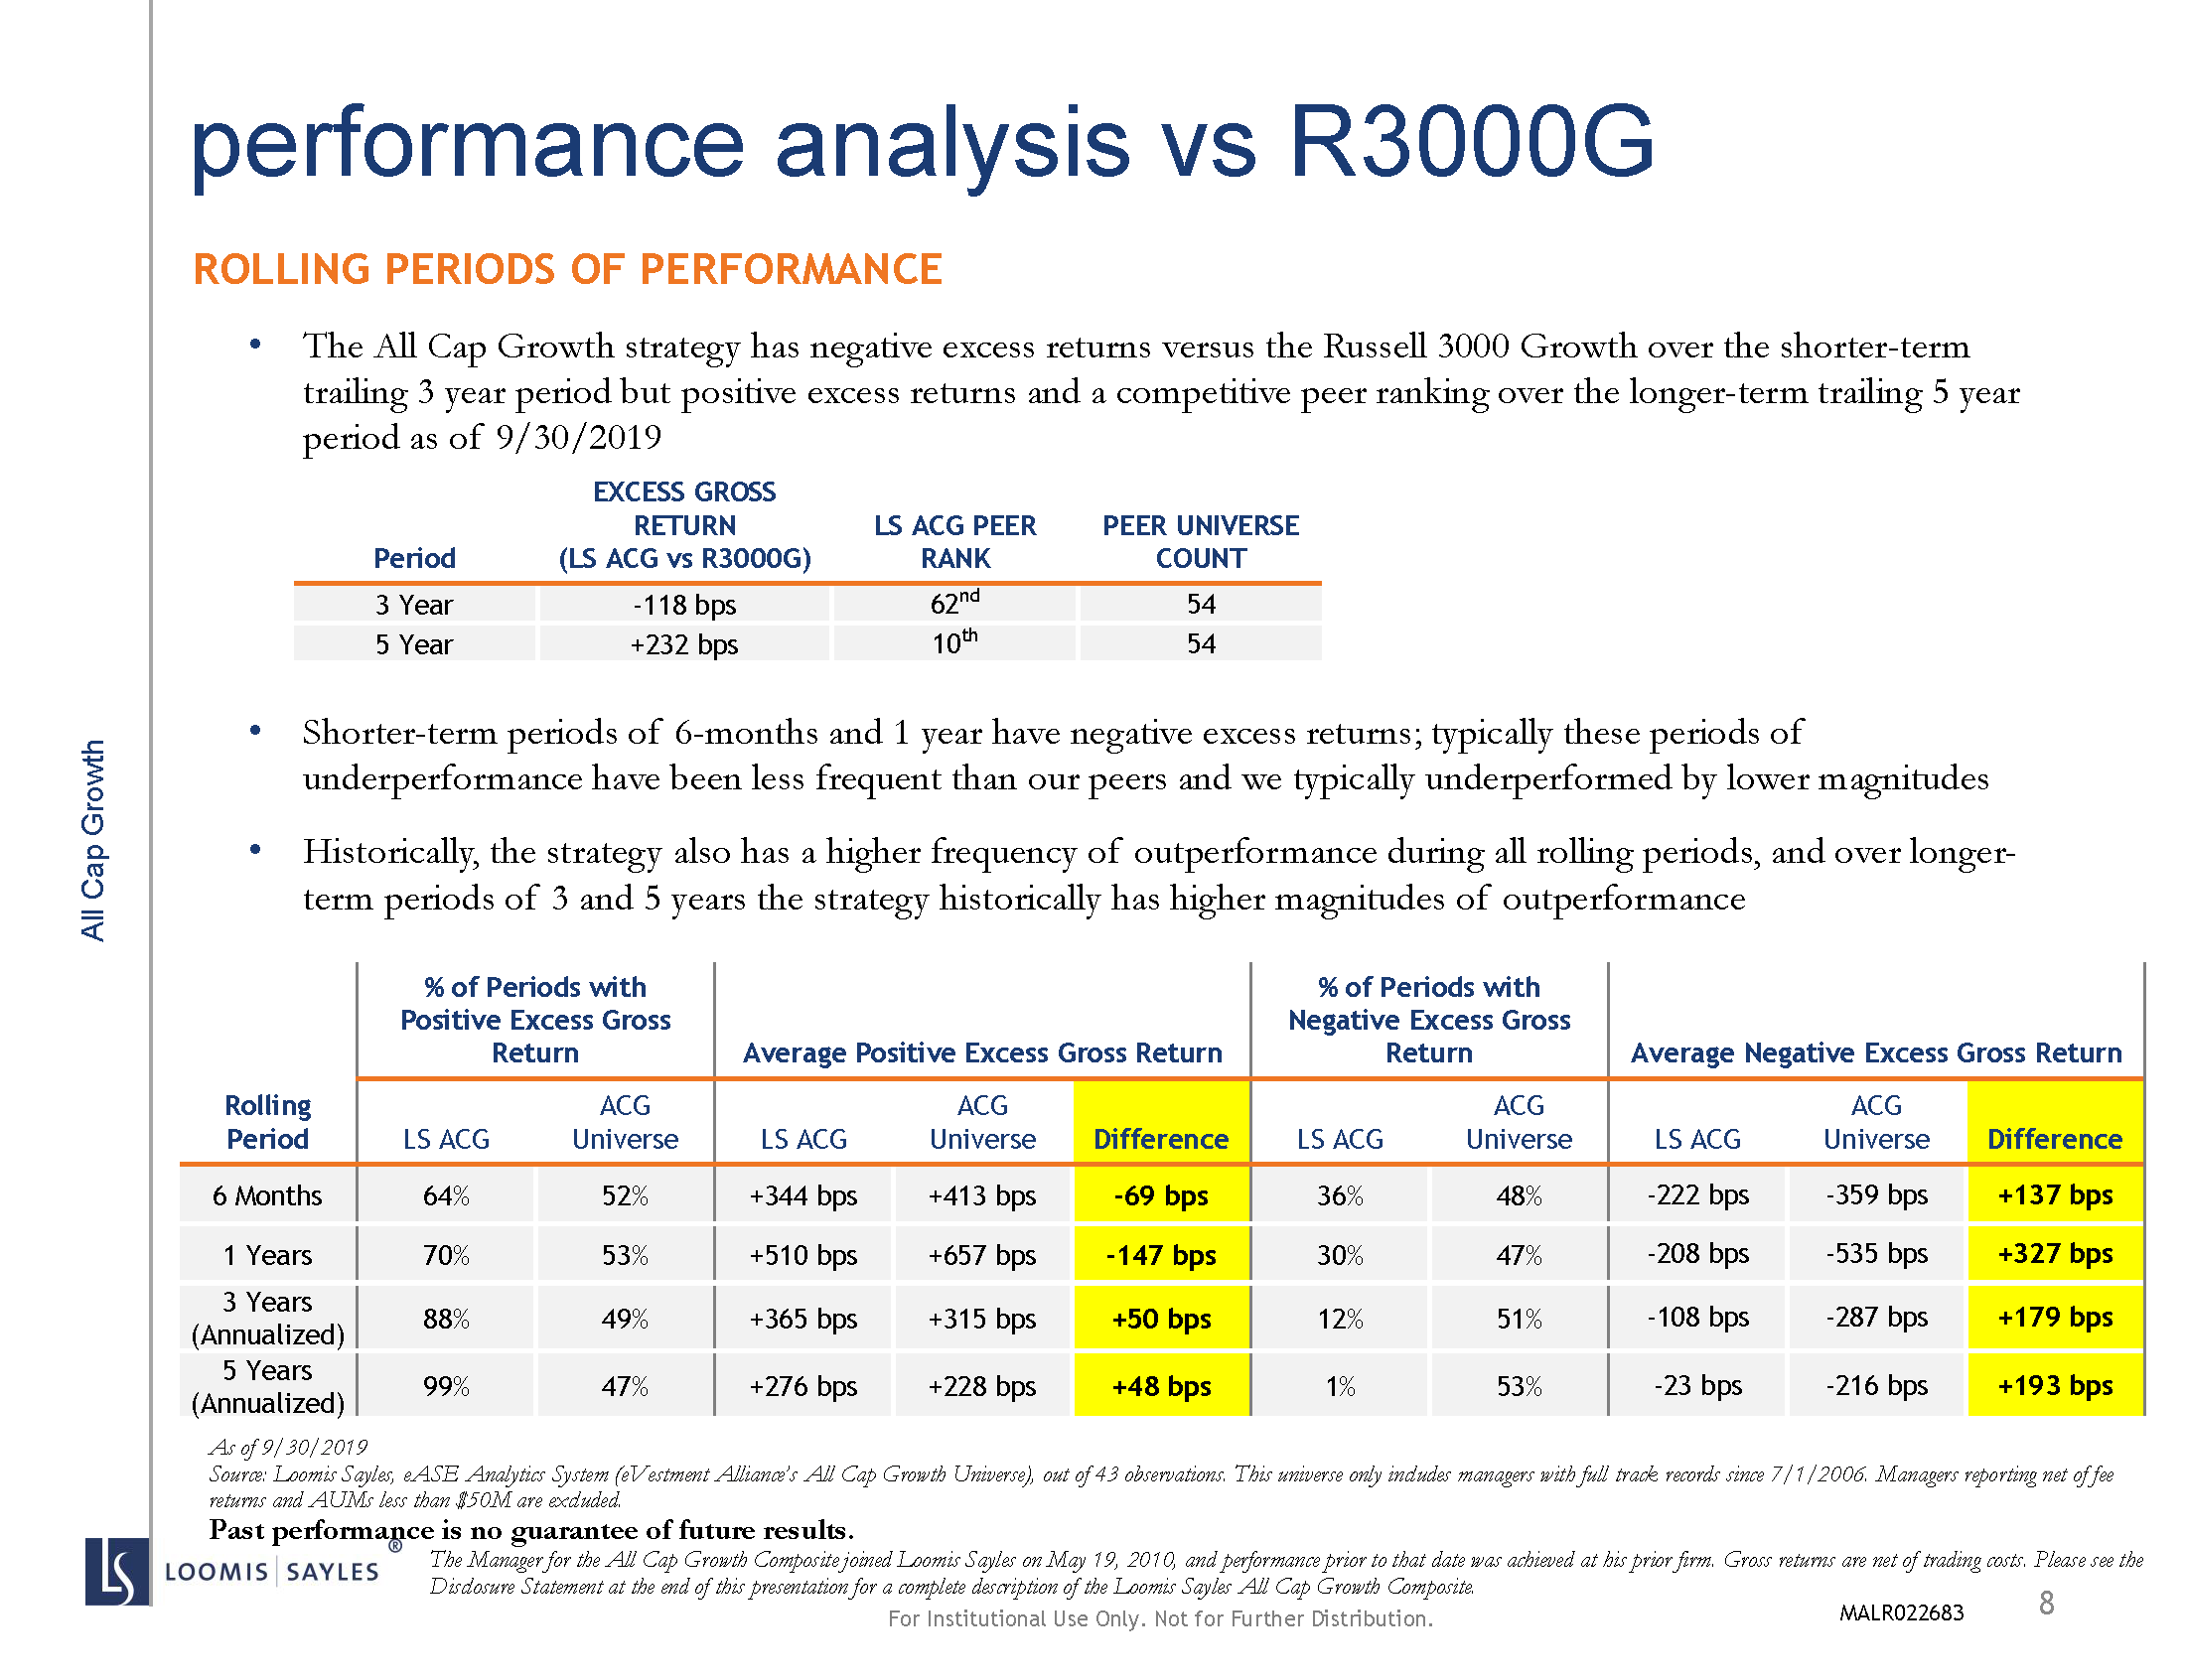 performance analysis vs R3000G
ROLLING PERIODS OF PERFORMANCE
• The All Cap Growth strategy has negative excess returns versus the Russell 3000 Growth over the shorter-term
trailing 3 year period but positive excess returns and a competitive peer ranking over the longer-term trailing 5 year
period as of 9/30/2019
EXCESS GROSS
RETURN LS ACG PEER PEER UNIVERSE
Period (LS ACG vs R3000G) RANK COUNT
3 Year -118 bps 62nd 54
5 Year +232 bps 10th 54
• Shorter-term periods of 6-months and 1 year have negative excess returns; typically these periods of
underperformance have been less frequent than our peers and we typically underperformed by lower magnitudes
• Historically, the strategy also has a higher frequency of outperformance during all rolling periods, and over longer-
term periods of 3 and 5 years the strategy historically has higher magnitudes of outperformance
All Cap Growth
% of Periods with % of Periods with
Positive Excess Gross Negative Excess Gross
Return Average Positive Excess Gross Return Return Average Negative Excess Gross Return
Rolling ACG ACG ACG ACG
Period LS ACG Universe LS ACG Universe Difference LS ACG Universe LS ACG Universe Difference
6 Months 64% 52% +344 bps +413 bps -69 bps 36% 48% -222 bps -359 bps +137 bps
1 Years 70% 53% +510 bps +657 bps -147 bps 30% 47% -208 bps -535 bps +327 bps
3 Years
(Annualized) 88% 49% +365 bps +315 bps +50 bps 12% 51% -108 bps -287 bps +179 bps
5 Years
(Annualized) 99% 47% +276 bps +228 bps +48 bps 1% 53% -23 bps -216 bps +193 bps
As of 9/30/2019
Source: Loomis Sayles, eASE Analytics System (eVestment Alliance's All Cap Growth Universe), out of 43 observations. This universe only includes managers with full track records since 7/1/2006. Managers reporting net of fee
returns and AUMs less than $50M are excluded.
Past performance is no guarantee of future results.
LS LOOMIS | SAYLES ®
The Manager for the All Cap Growth Composite joined Loomis Sayles on May 19, 2010, and performance prior to that date was achieved at his prior firm. Gross returns are net of trading costs. Please see the
Disclosure Statement at the end of this presentation for a complete description of the Loomis Sayles All Cap Growth Composite.
For Institutional Use Only. Not for Further Distribution.
MALR022683 8